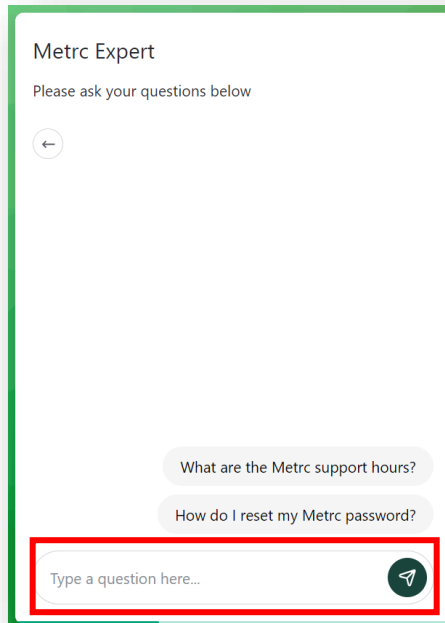 Metrc Expert
Please ask your questions below
What are the Metrc support hours?
How do I reset my Metrc password?
Type a question here...